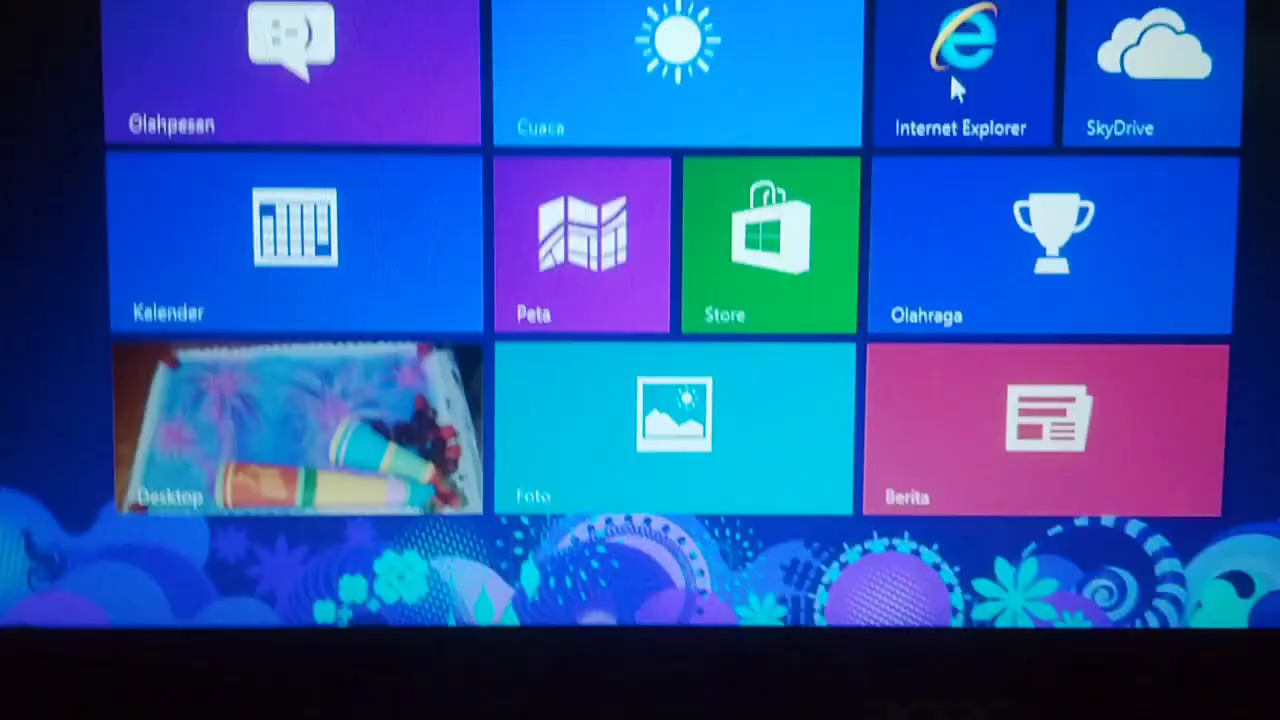 Olahpesan
Cuaca
Internet Explorer
SkyDrive
Kalender
Peta
Store
Olahraga
Desktop
Foto
Berita